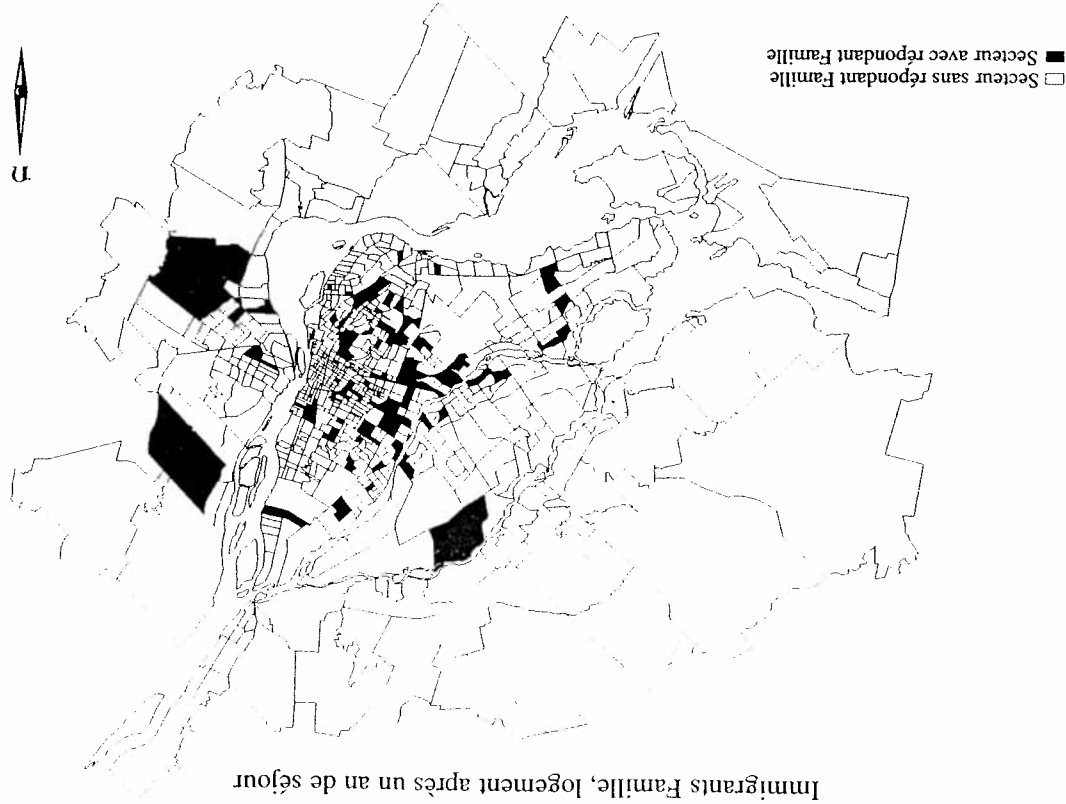 Immigrants Famille, logement après un an de séjour
n
Secteur sans répondant Famille
Secteur avec répondant Famille